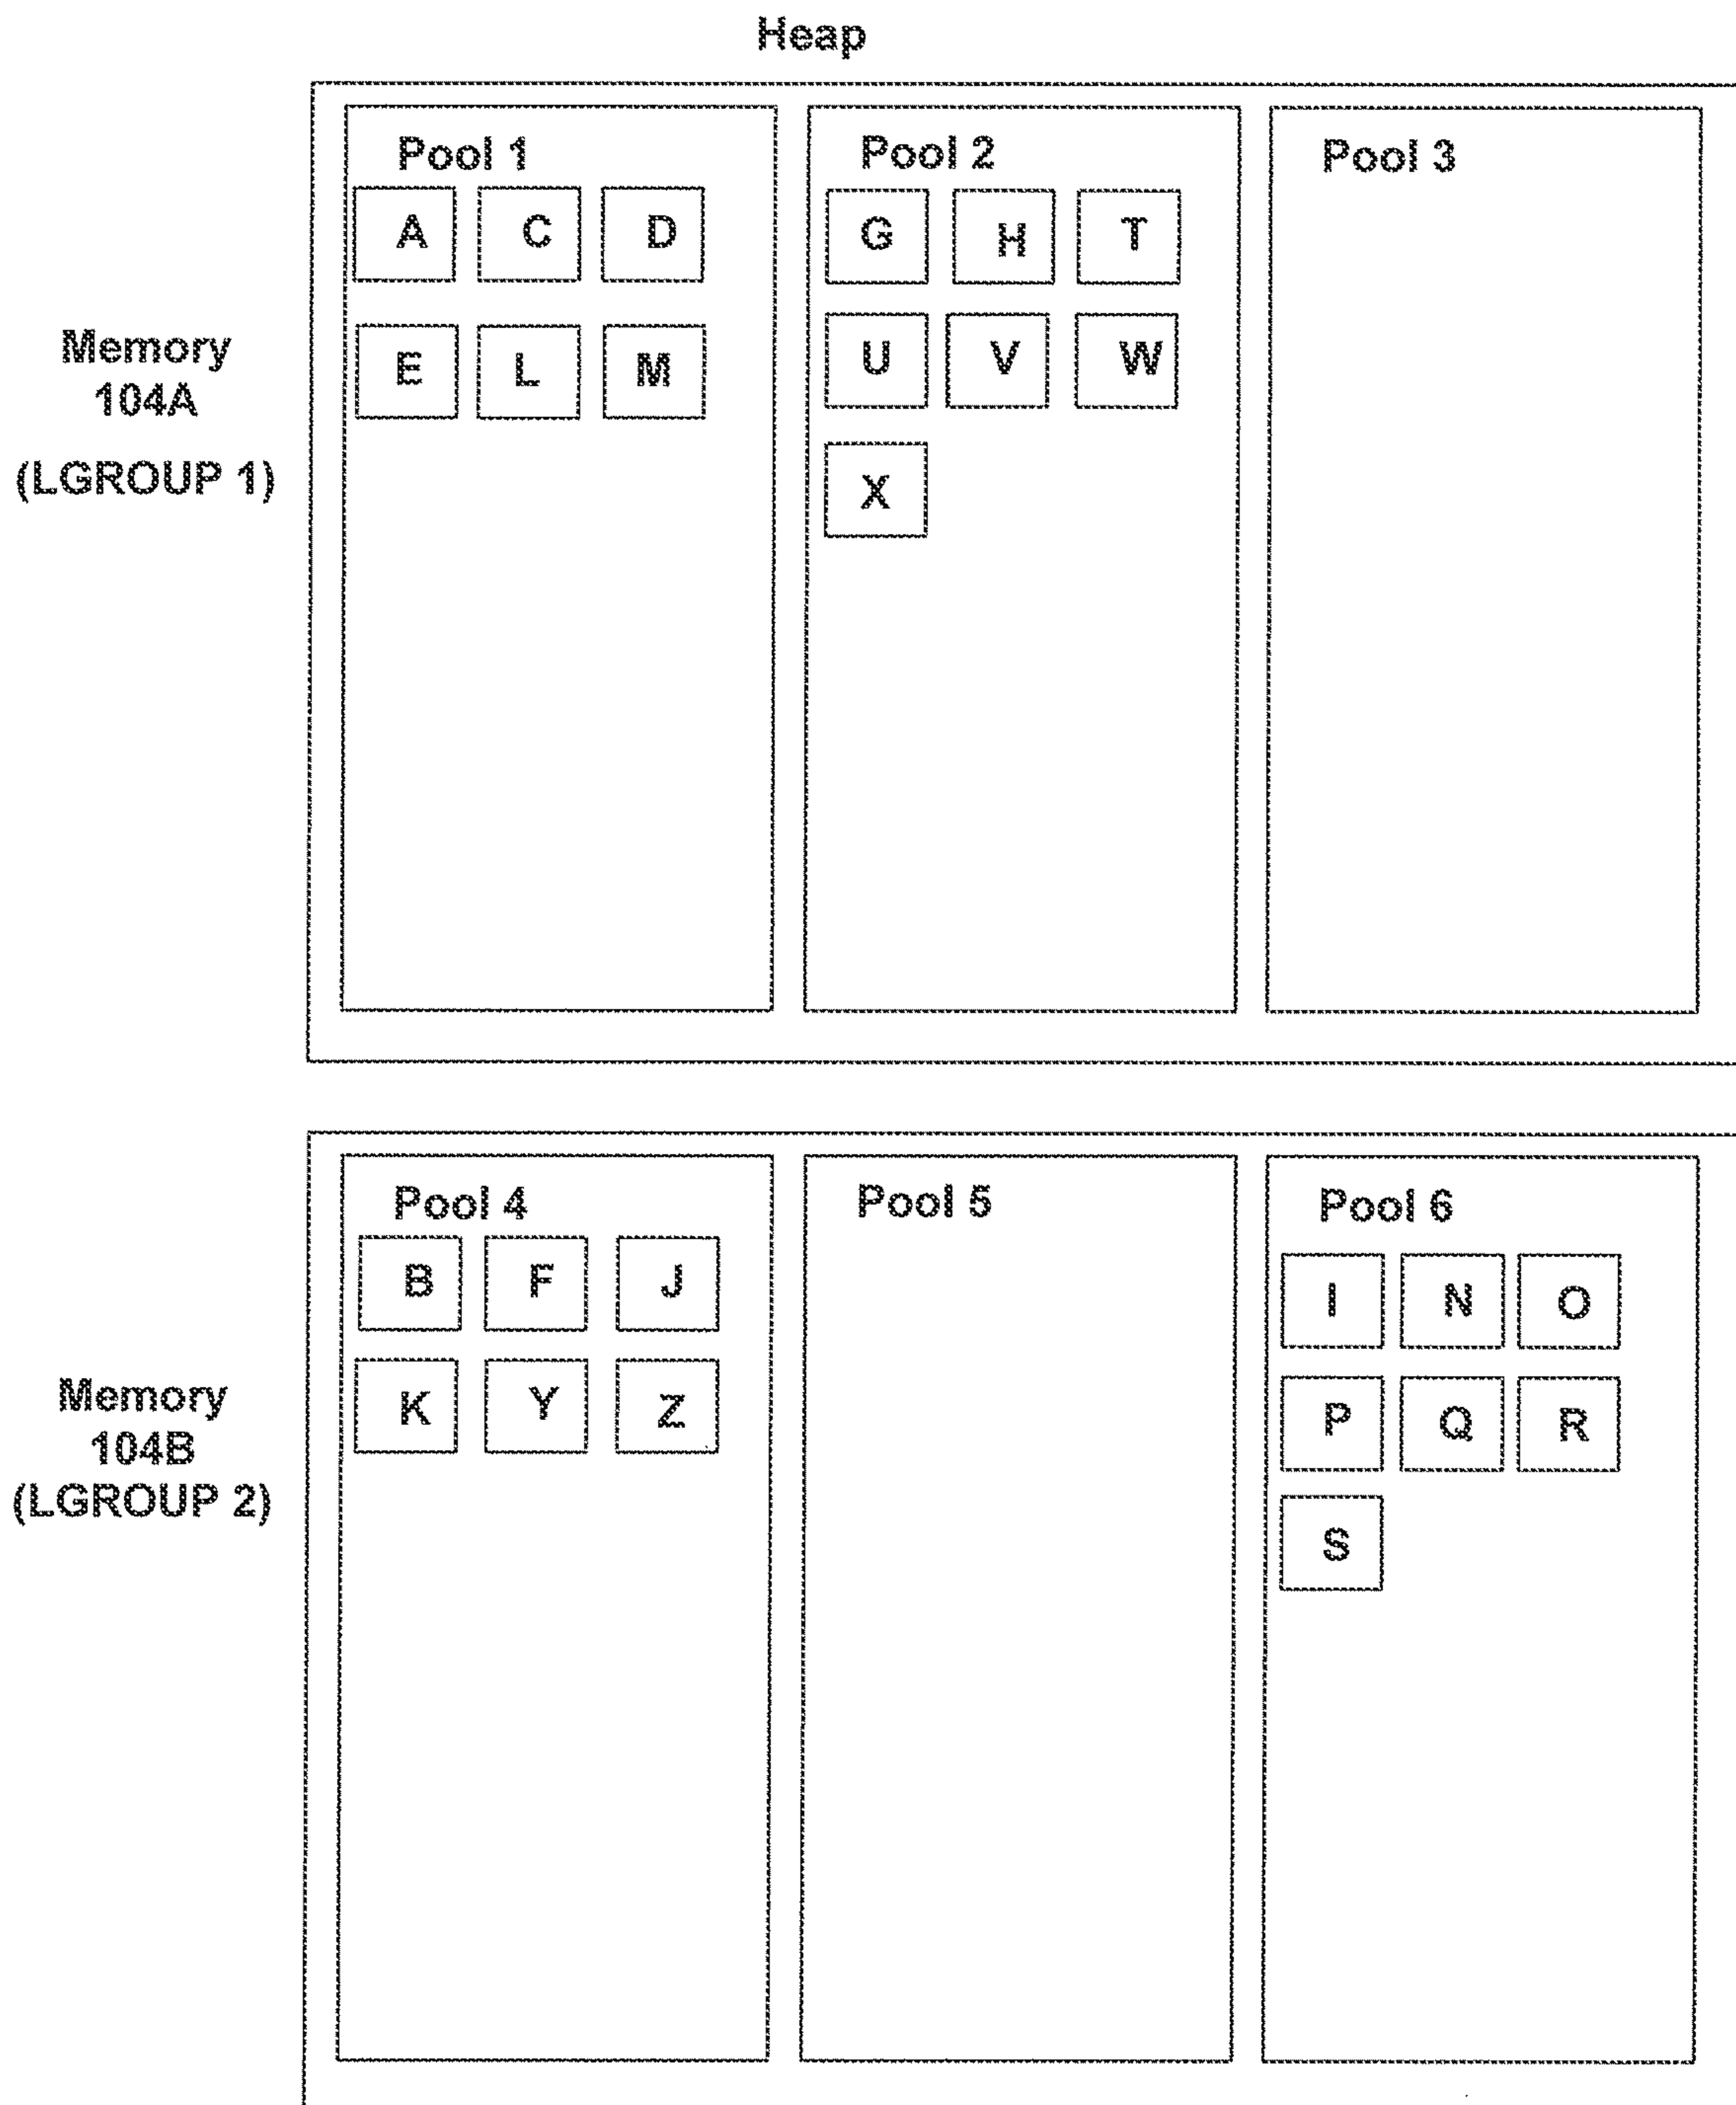 Heap
Pool 1
A C D
E L M
Pool 2
G H T
U V W
X
Pool 3
Memory
104A
(LGROUP 1)
Pool 4
B F J
K Y Z
Pool 5
Pool 6
I N O
P Q R
S
Memory
104B
(LGROUP 2)